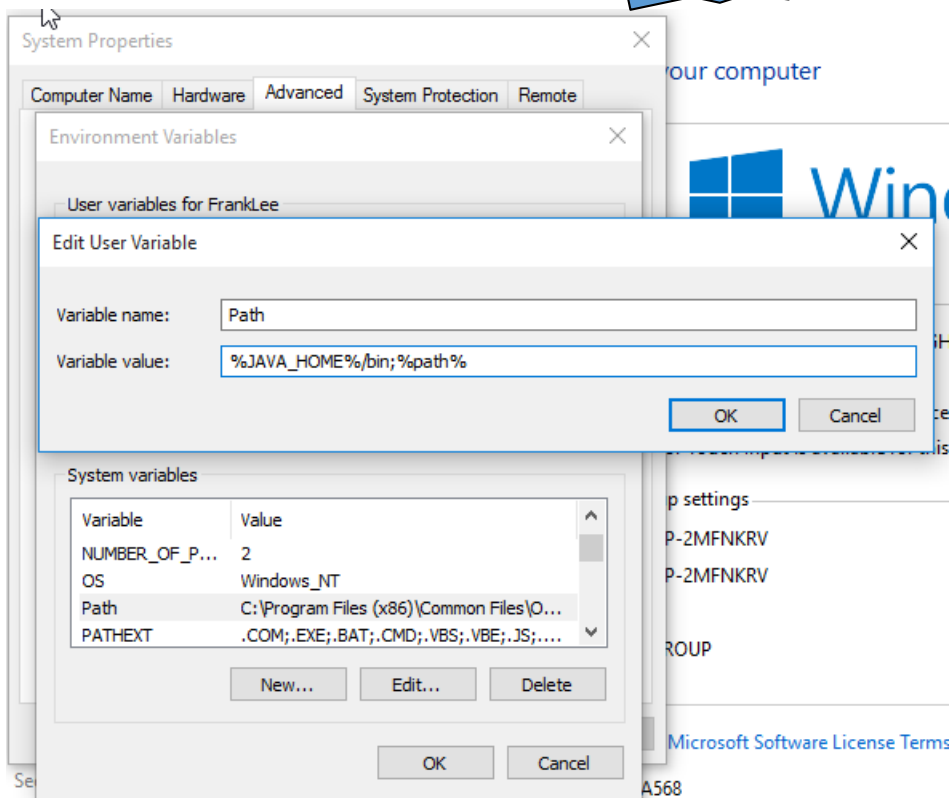 System Properties
your computer
Computer Name Hardware Advanced System Protection Remote
Environment Variables
User variables for FrankLee
Edit User Variable
Variable name: Path
Variable value: %JAVA_HOME%/bin;%path%
OK Cancel
System variables
Variable Value
NUMBER_OF_P... 2
OS Windows_NT
Path C:\Program Files (x86)\Common Files\O...
PATHEXT .COM;.EXE;.BAT;.CMD;.VBS;.VBE;.JS;....
New... Edit... Delete
OK Cancel
p settings
P-2MFNKRV
P-2MFNKRV
ROUP
Microsoft Software License Terms
A568